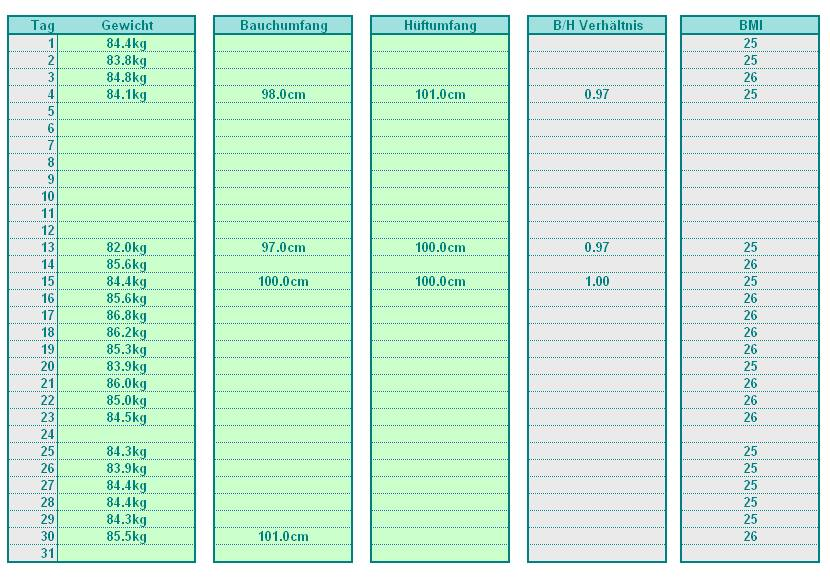 Tag Gewicht Bauchumfang Hüftumfang B/H Verhältnis BMI
1 84.4kg 25
2 83.8kg 25
3 84.8kg 26
4 84.1kg 98.0cm 101.0cm 0.97 25
5
6
7
8
9
10
11
12
13 82.0kg 97.0cm 100.0cm 0.97 25
14 85.6kg 26
15 84.4kg 100.0cm 100.0cm 1.00 25
16 85.6kg 26
17 86.8kg 26
18 86.2kg 26
19 85.3kg 26
20 83.9kg 25
21 86.0kg 26
22 85.0kg 26
23 84.5kg 26
24
25 84.3kg 25
26 83.9kg 25
27 84.4kg 25
28 84.4kg 25
29 84.3kg 25
30 85.5kg 101.0cm 26
31